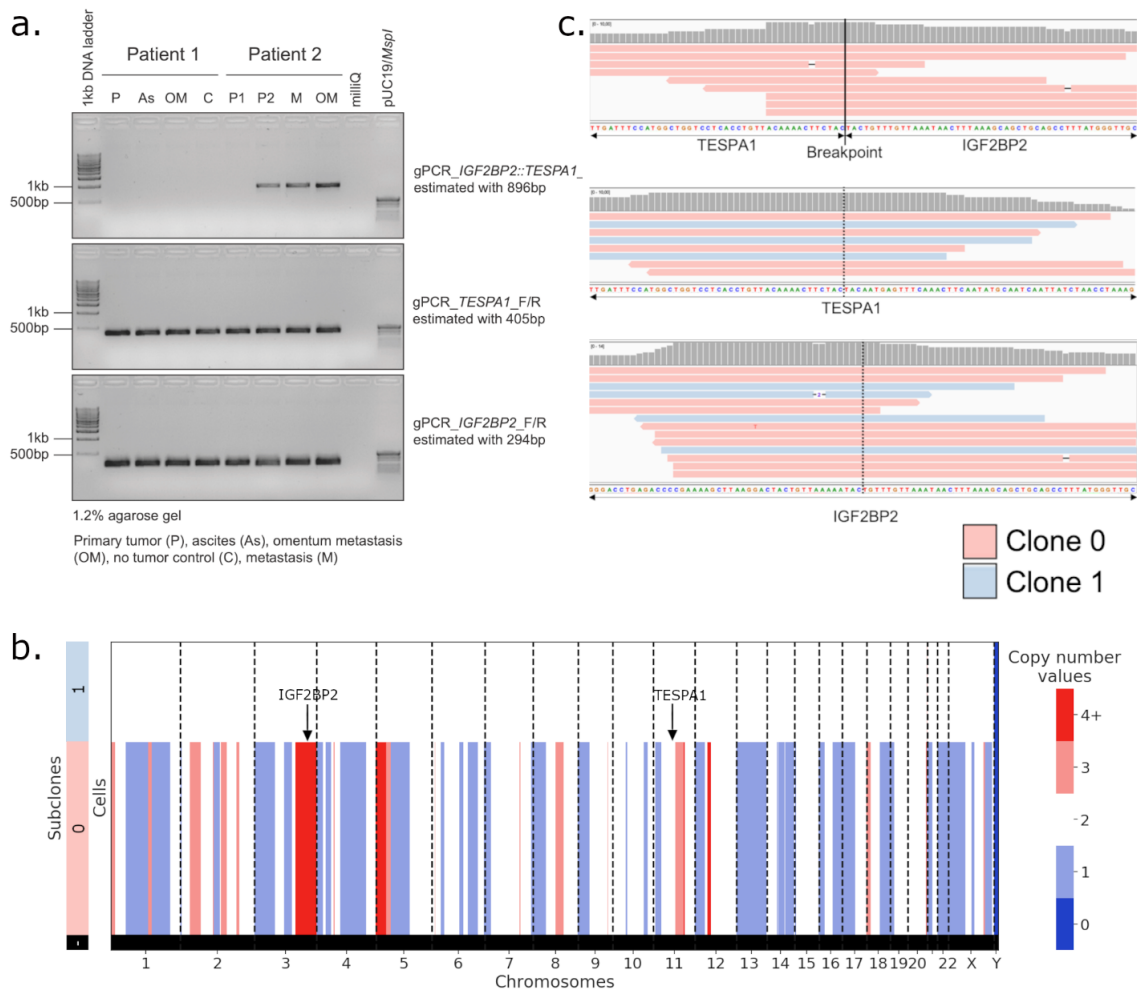 a.
1kb DNA ladder
Patient 1
Patient 2
P As OM C P1 P2 M OM
milliQ
pUC19/MspI
1kb
500bp
gPCR_IGF2BP2::TESPA1_
estimated with 896bp
1kb
500bp
gPCR_TESPA1_F/R
estimated with 405bp
1kb
500bp
gPCR_IGF2BP2_F/R
estimated with 294bp
1.2% agarose gel
Primary tumor (P), ascites (As), omentum metastasis
(OM), no tumor control (C), metastasis (M)
c.
TTGATTTCCATGGCTGGTCCTCACCTGTTACAAAACTTCTACTACTGTTTGTTAAATAACTTTAAAGCAGCTGCAGCCTTTATGGGTTGC
TESPA1
Breakpoint
IGF2BP2
TTGATTTCCATGGCTGGTCCTCACCTGTTACAAAACTTCTACTACAATGAGTTTCAAACTTCAATATGCAATCAATTATCTAACCTAAAG
TESPA1
2
GGGACCTGAGACCCCGAAAAGCTTAAGGACTACTGTTAAAAATACTGTTTGTTAAATAACTTTAAAGCAGCTGCAGCCTTTATGGGTTGC
IGF2BP2
Clone 0
Clone 1
b.
Subclones
Cells
1
0
-
IGF2BP2
TESPA1
1 2 3 4 5 6 7 8 9 10 11 12 13 14 15 16 17 18 19 20 22 X Y
Chromosomes
Copy number
values
4+
3
2
1
0